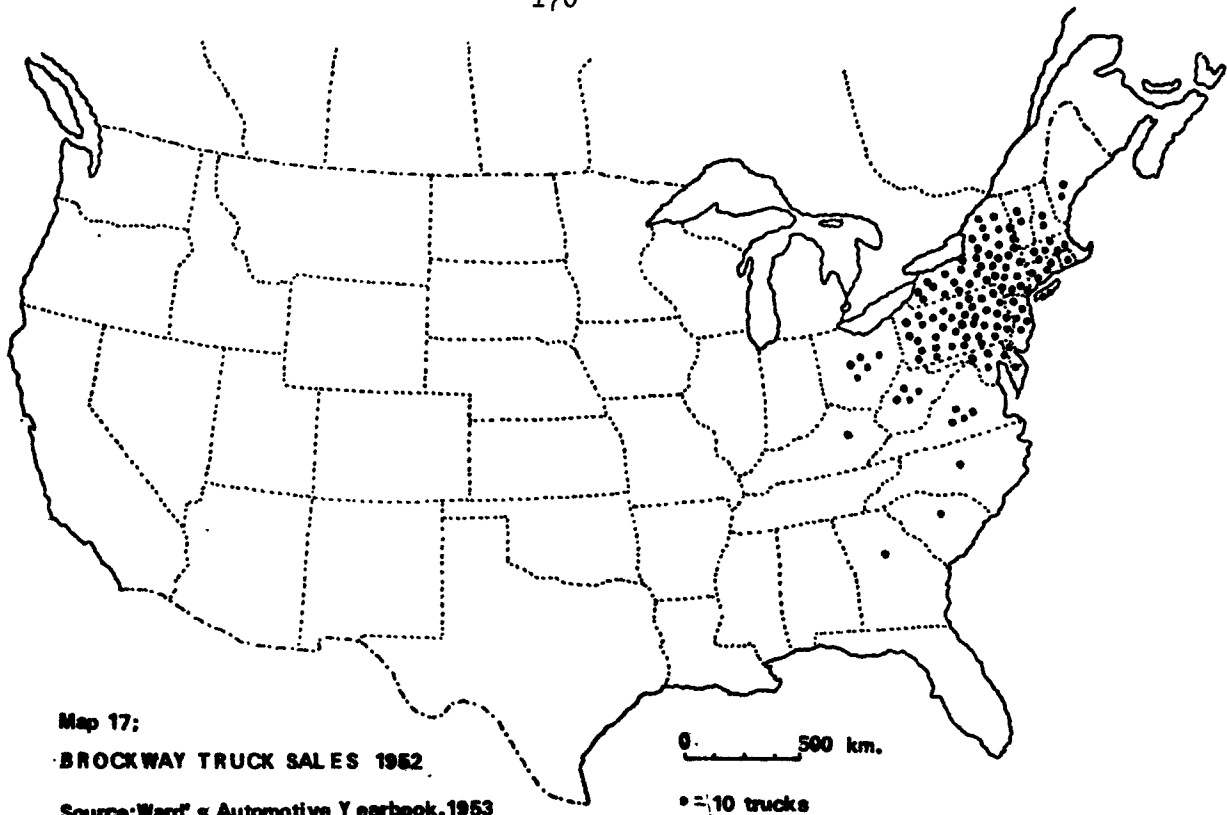 170
Map 17;
BROCKWAY TRUCK SALES 1952
Source: Ward's Automotive Yearbook, 1953
0 500 km.
• = 10 trucks